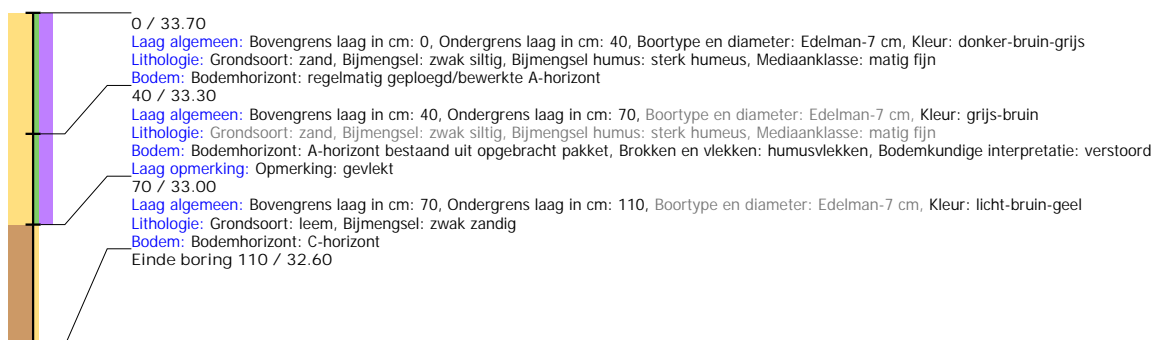 0 / 33.70
Laag algemeen: Bovengrens laag in cm: 0, Ondergrens laag in cm: 40, Boortype en diameter: Edelman-7 cm, Kleur: donker-bruin-grijs
Lithologie: Grondsoort: zand, Bijmengsel: zwak siltig, Bijmengsel humus: sterk humeus, Mediaanklasse: matig fijn
Bodem: Bodemhorizont: regelmatig geploegd/bewerkte A-horizont
40 / 33.30
Laag algemeen: Bovengrens laag in cm: 40, Ondergrens laag in cm: 70, Boortype en diameter: Edelman-7 cm, Kleur: grijs-bruin
Lithologie: Grondsoort: zand, Bijmengsel: zwak siltig, Bijmengsel humus: sterk humeus, Mediaanklasse: matig fijn
Bodem: Bodemhorizont: A-horizont bestaand uit opgebracht pakket, Brokken en vlekken: humusvlekken, Bodemkundige interpretatie: verstoord
Laag opmerking: Opmerking: gevlekt
70 / 33.00
Laag algemeen: Bovengrens laag in cm: 70, Ondergrens laag in cm: 110, Boortype en diameter: Edelman-7 cm, Kleur: licht-bruin-geel
Lithologie: Grondsoort: leem, Bijmengsel: zwak zandig
Bodem: Bodemhorizont: C-horizont
Einde boring 110 / 32.60